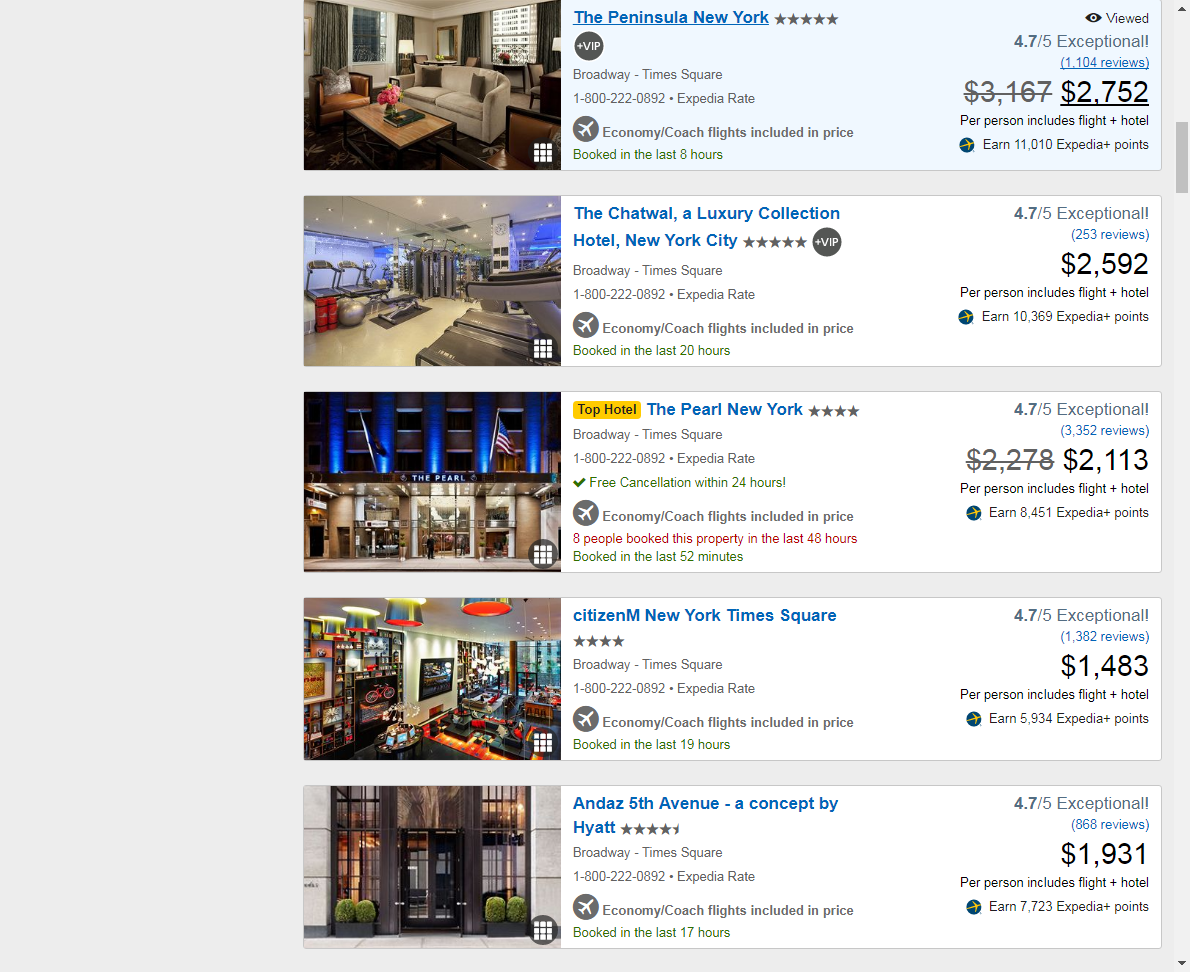 The Peninsula New York
Viewed
+VIP
4.7/5 Exceptional!
(1,104 reviews)
Broadway - Times Square
$3,167 $2,752
1-800-222-0892 • Expedia Rate
Per person includes flight + hotel
Economy/Coach flights included in price
Earn 11,010 Expedia+ points
Booked in the last 8 hours
The Chatwal, a Luxury Collection
Hotel, New York City +VIP
4.7/5 Exceptional!
(253 reviews)
Broadway - Times Square
$2,592
1-800-222-0892 • Expedia Rate
Per person includes flight + hotel
Economy/Coach flights included in price
Earn 10,369 Expedia+ points
Booked in the last 20 hours
THE PEARL
Top Hotel The Pearl New York
4.7/5 Exceptional!
(3,352 reviews)
Broadway - Times Square
$2,278 $2,113
1-800-222-0892 • Expedia Rate
Free Cancellation within 24 hours!
Per person includes flight + hotel
Economy/Coach flights included in price
Earn 8,451 Expedia+ points
8 people booked this property in the last 48 hours
Booked in the last 52 minutes
citizenM New York Times Square
4.7/5 Exceptional!
(1,382 reviews)
Broadway - Times Square
$1,483
1-800-222-0892 • Expedia Rate
Per person includes flight + hotel
Economy/Coach flights included in price
Earn 5,934 Expedia+ points
Booked in the last 19 hours
Andaz 5th Avenue - a concept by
Hyatt
4.7/5 Exceptional!
(868 reviews)
Broadway - Times Square
$1,931
1-800-222-0892 • Expedia Rate
Per person includes flight + hotel
Economy/Coach flights included in price
Earn 7,723 Expedia+ points
Booked in the last 17 hours